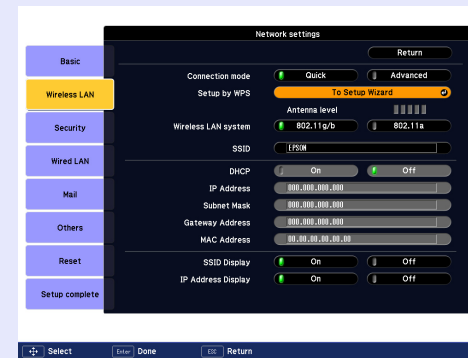 Network settings
Return
Basic
Wireless LAN
Security
Wired LAN
Mail
Others
Reset
Setup complete
Connection mode Quick Advanced
Setup by WPS To Setup Wizard
Antenna level
Wireless LAN system 802.11g/b 802.11a
SSID EPSON
DHCP On Off
IP Address 000.000.000.000
Subnet Mask 000.000.000.000
Gateway Address 000.000.000.000
MAC Address 00.00.00.00.00.00
SSID Display On Off
IP Address Display On Off
Select Enter Done ESC Return